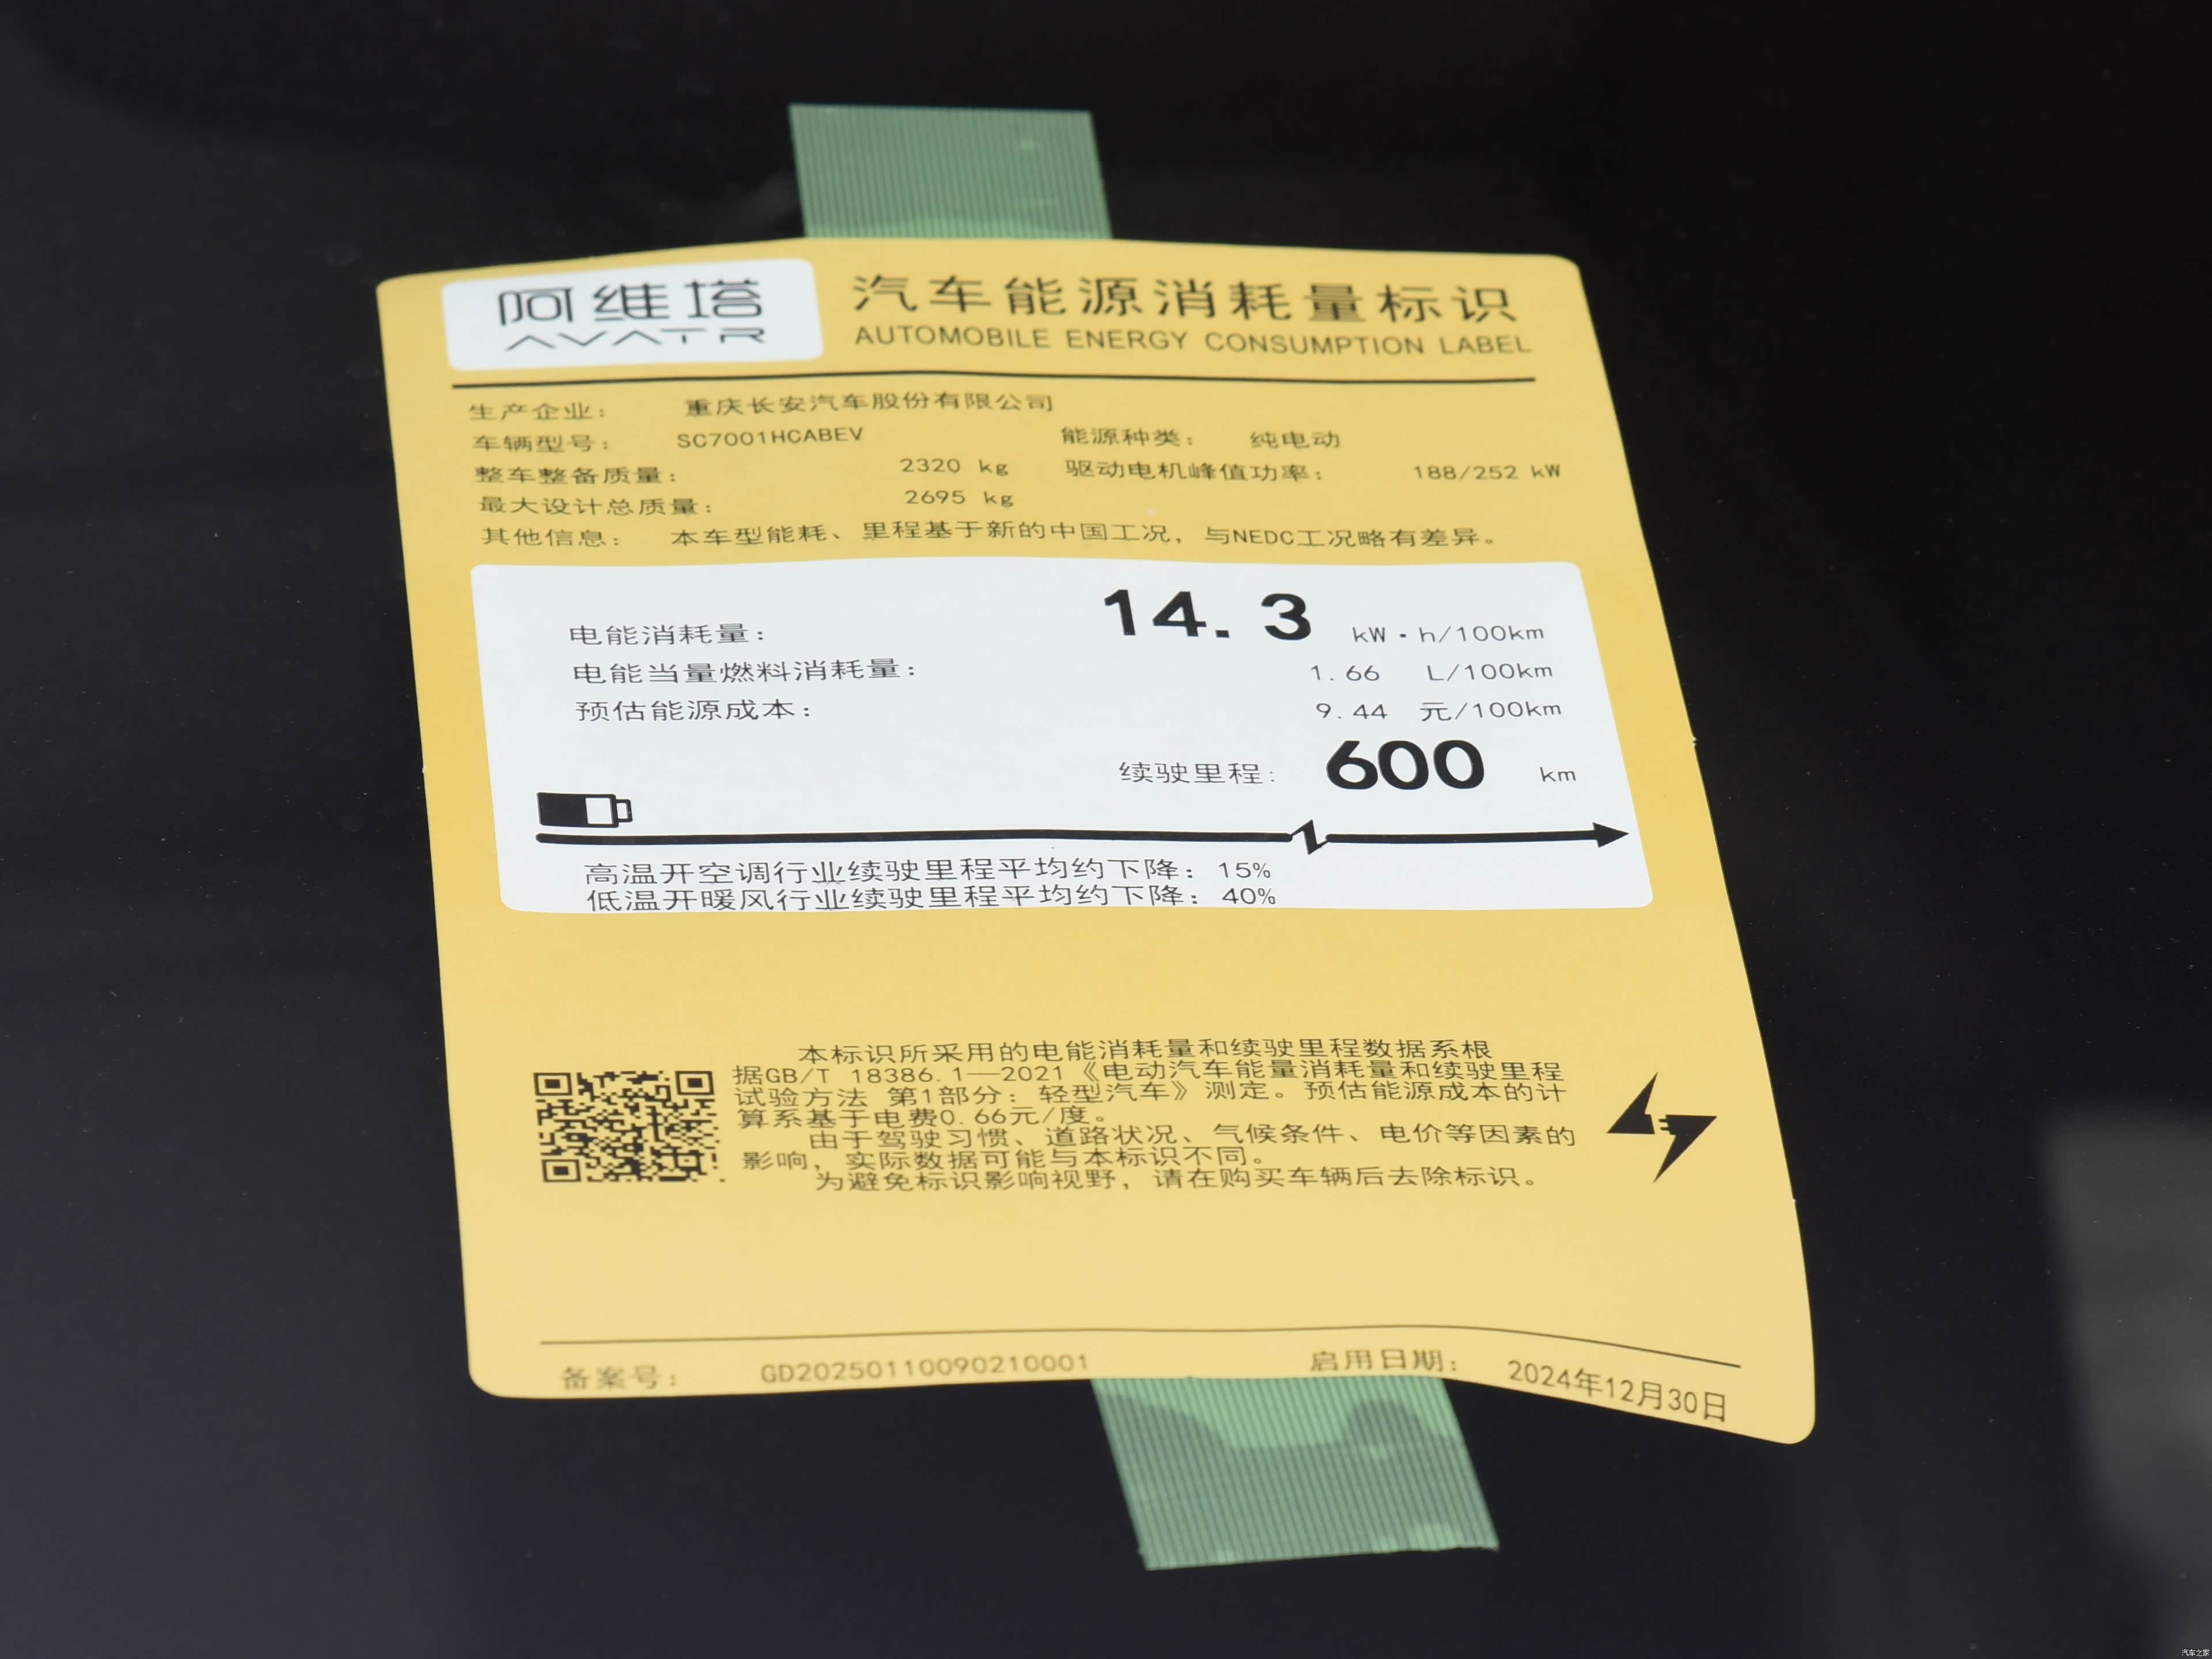 阿维塔
AVATR
汽车能源消耗量标识
AUTOMOBILE ENERGY CONSUMPTION LABEL
生产企业: 重庆长安汽车股份有限公司
车辆型号: SC7001HCABEV 能源种类: 纯电动
整车整备质量: 2320 kg 驱动电机峰值功率: 188/252 kW
最大设计总质量: 2695 kg
其他信息: 本车型能耗、里程基于新的中国工况，与NEDC工况略有差异。
电能消耗量: 14.3 kW·h/100km
电能当量燃料消耗量: 1.66 L/100km
预估能源成本: 9.44 元/100km
续驶里程: 600 km
高温开空调行业续驶里程平均约下降: 15%
低温开暖风行业续驶里程平均约下降: 40%
本标识所采用的电能消耗量和续驶里程数据系根
据GB/T 18386.1—2021《电动汽车能量消耗量和续驶里程
试验方法 第1部分: 轻型汽车》测定。预估能源成本的计
算系基于电费0.66元/度。
由于驾驶习惯、道路状况、气候条件、电价等因素的
影响，实际数据可能与本标识不同。
为避免标识影响视野，请在购买车辆后去除标识。
备案号: GD20250110090210001 启用日期: 2024年12月30日
汽车之家